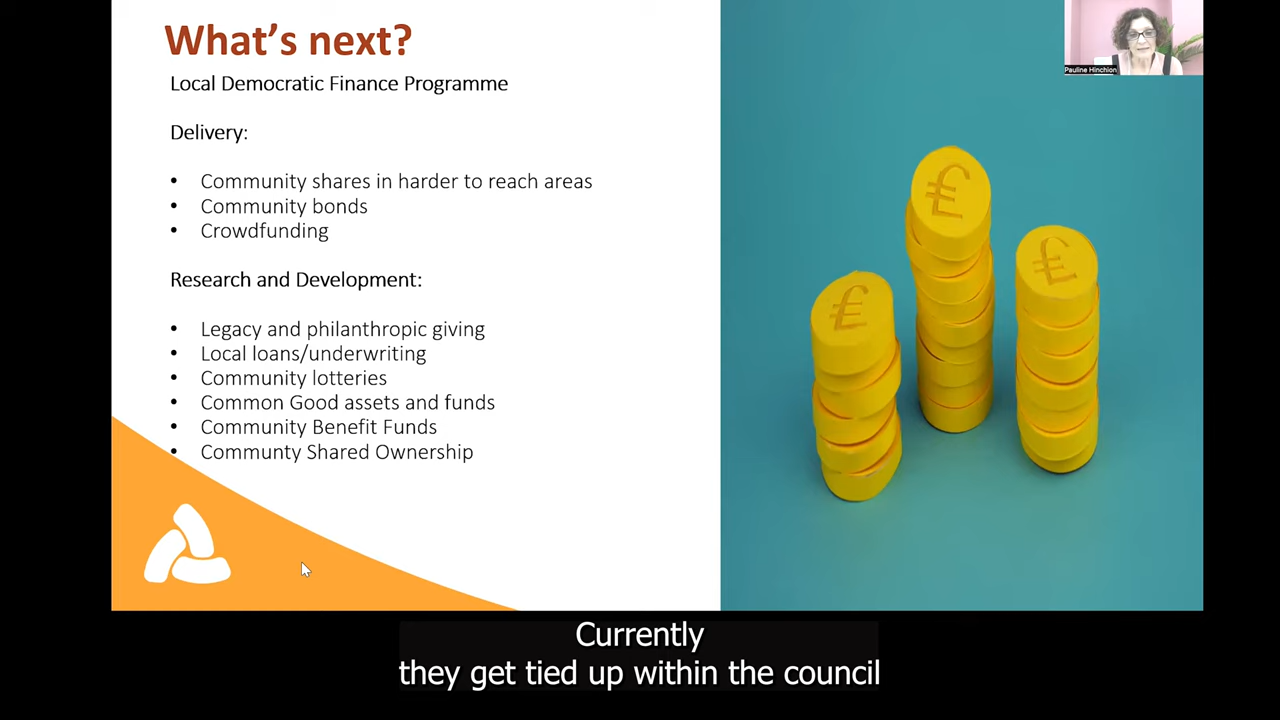 What's next?
Local Democratic Finance Programme
Delivery:
• Community shares in harder to reach areas
• Community bonds
• Crowdfunding
Research and Development:
• Legacy and philanthropic giving
• Local loans/underwriting
• Community lotteries
• Common Good assets and funds
• Community Benefit Funds
• Communty Shared Ownership
£
£
£
Pauline Hinchion
Currently
they get tied up within the council